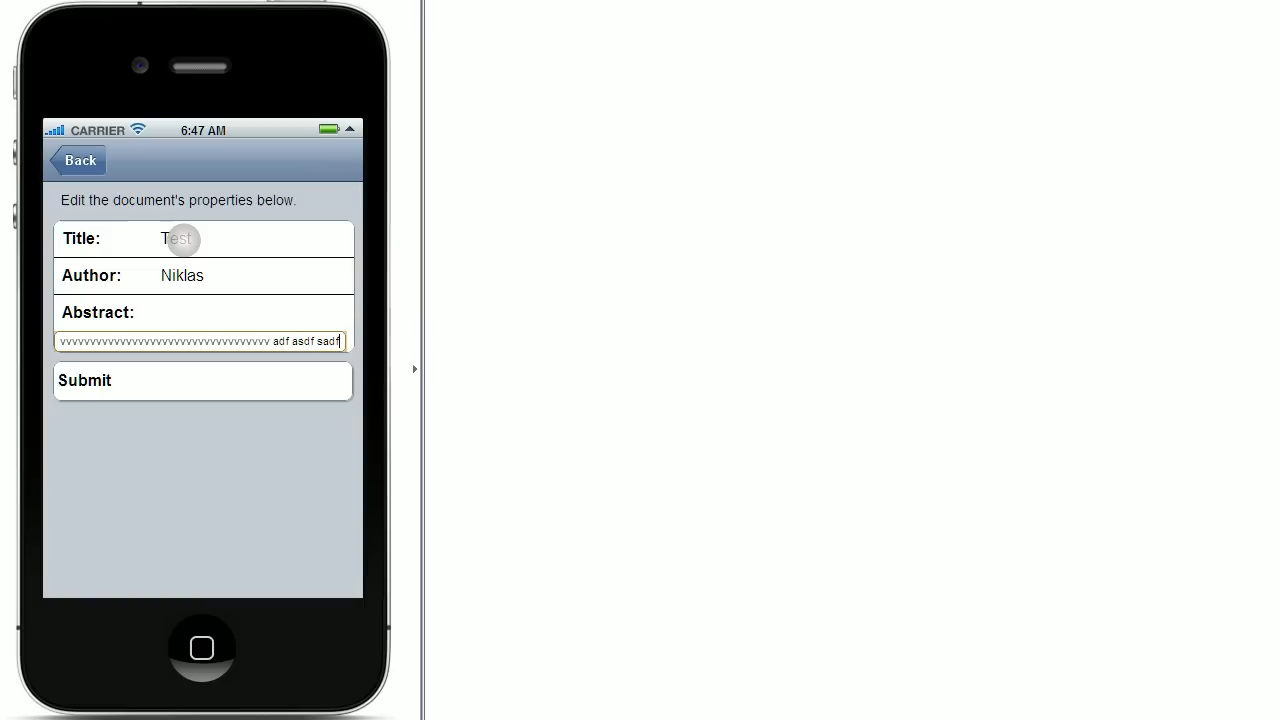 CARRIER 6:47 AM
Back
Edit the document's properties below.
Title: Test
Author: Niklas
Abstract:
vvvvvvvvvvvvvvvvvvvvvvvvvvvvvvvvvvv adf asdf sadf
Submit